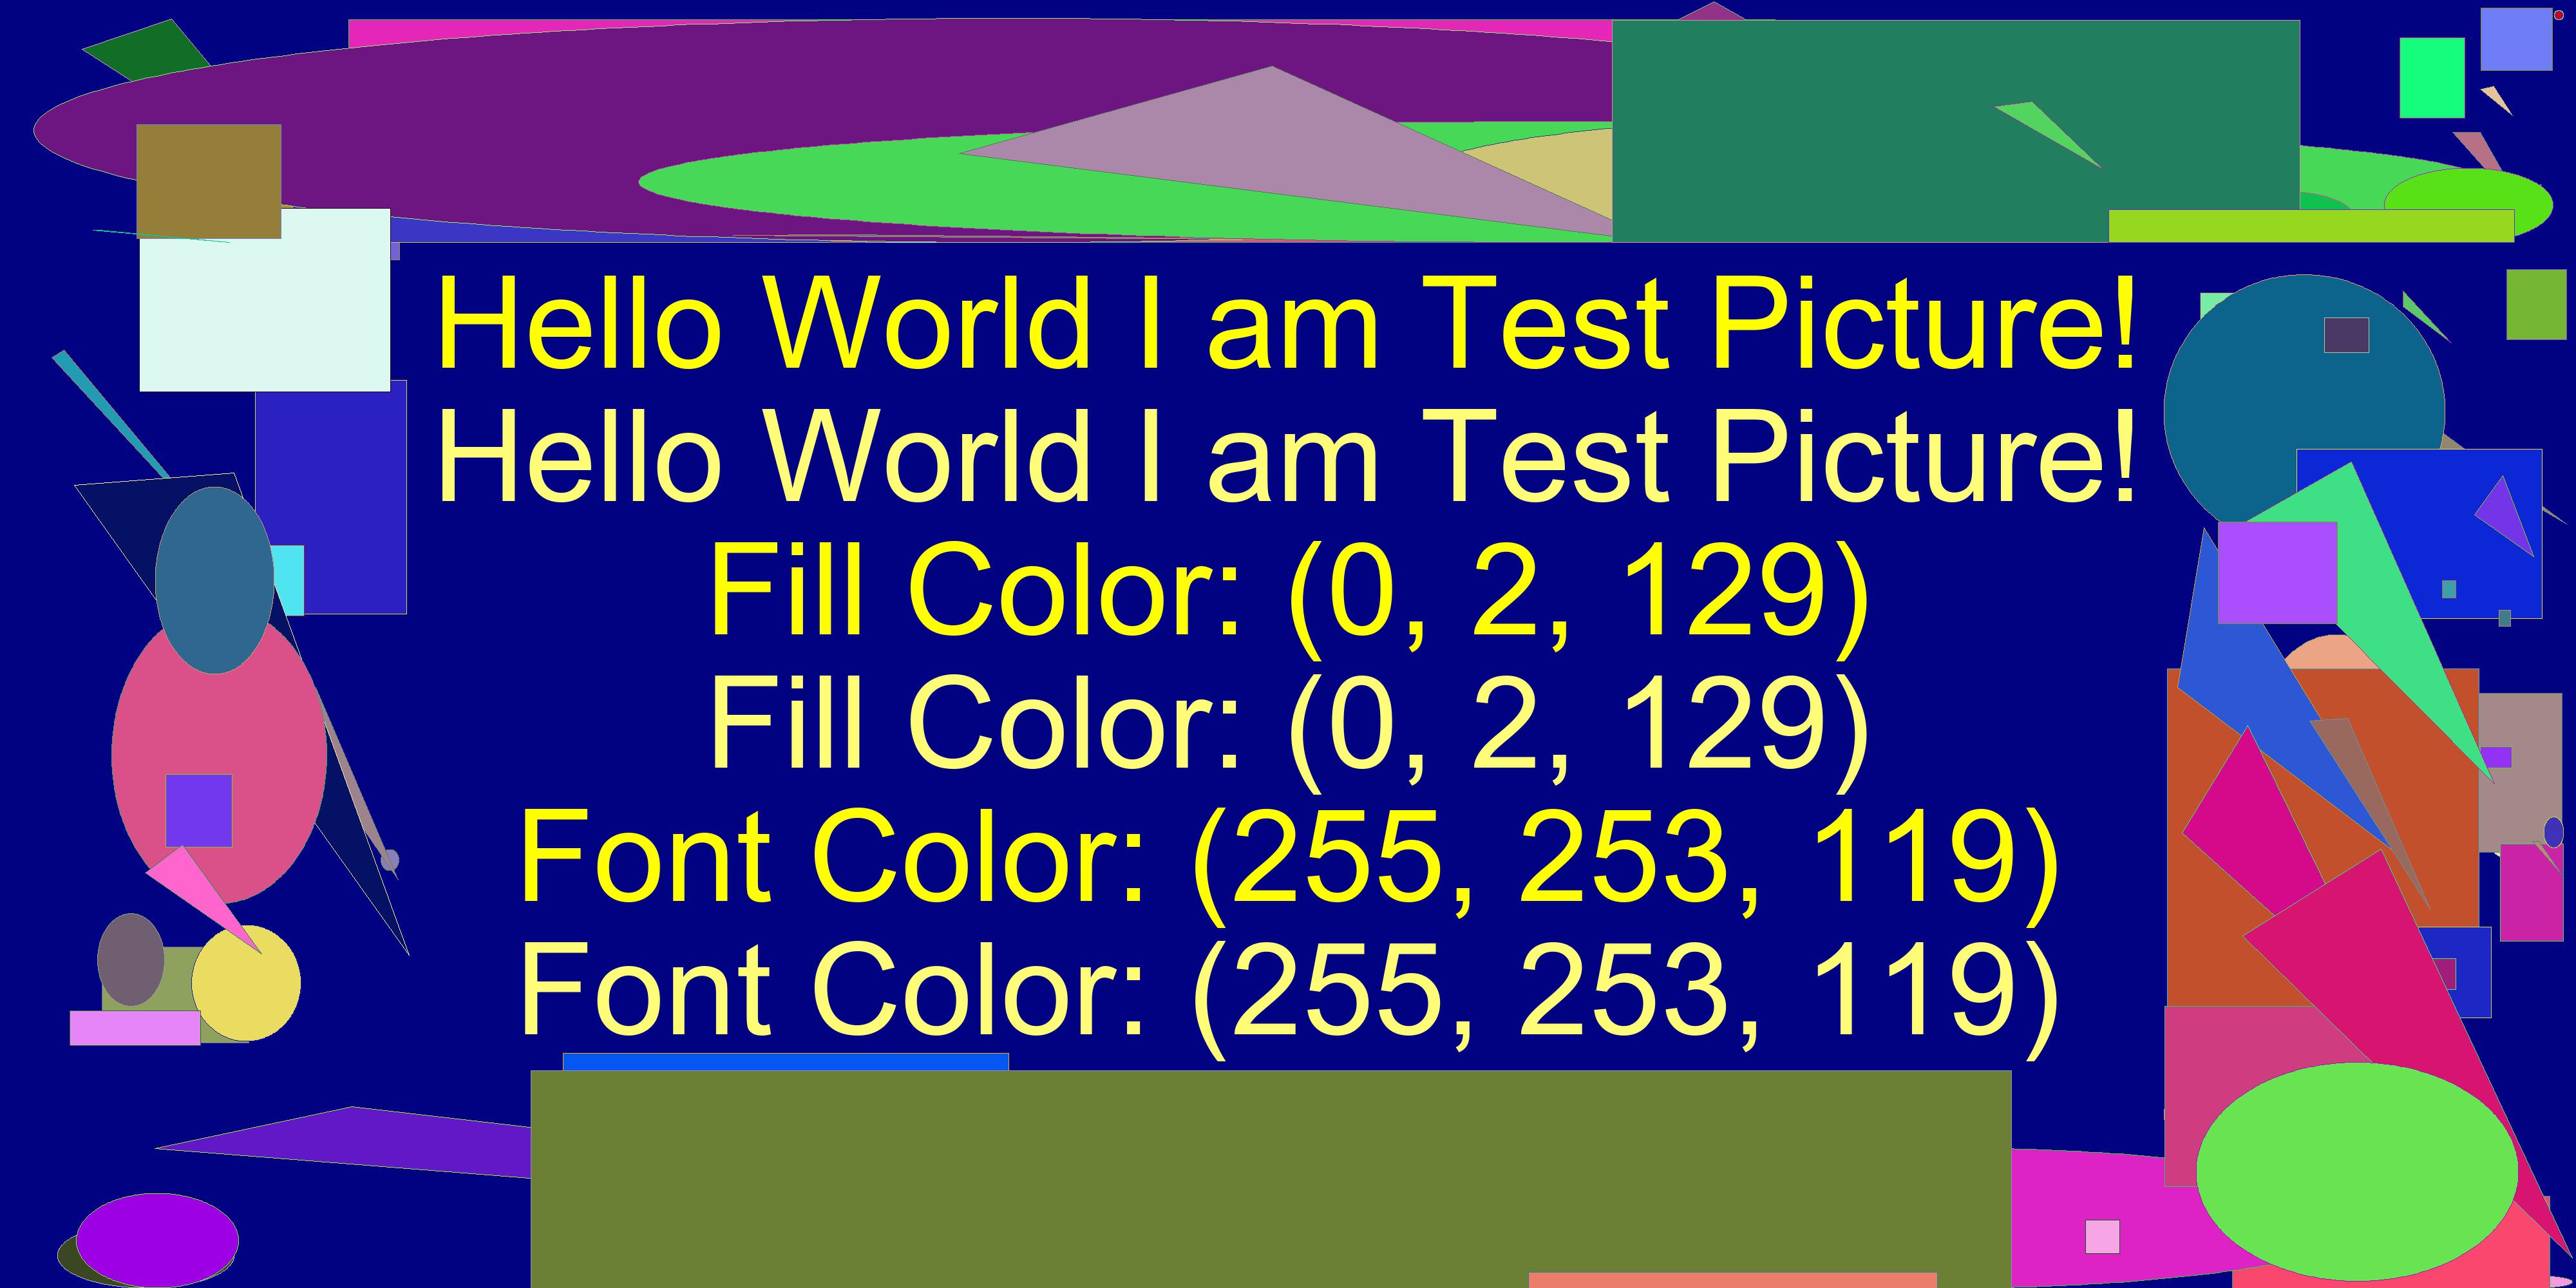 Hello World I am Test Picture!
Hello World I am Test Picture!
Fill Color: (0, 2, 129)
Fill Color: (0, 2, 129)
Font Color: (255, 253, 119)
Font Color: (255, 253, 119)